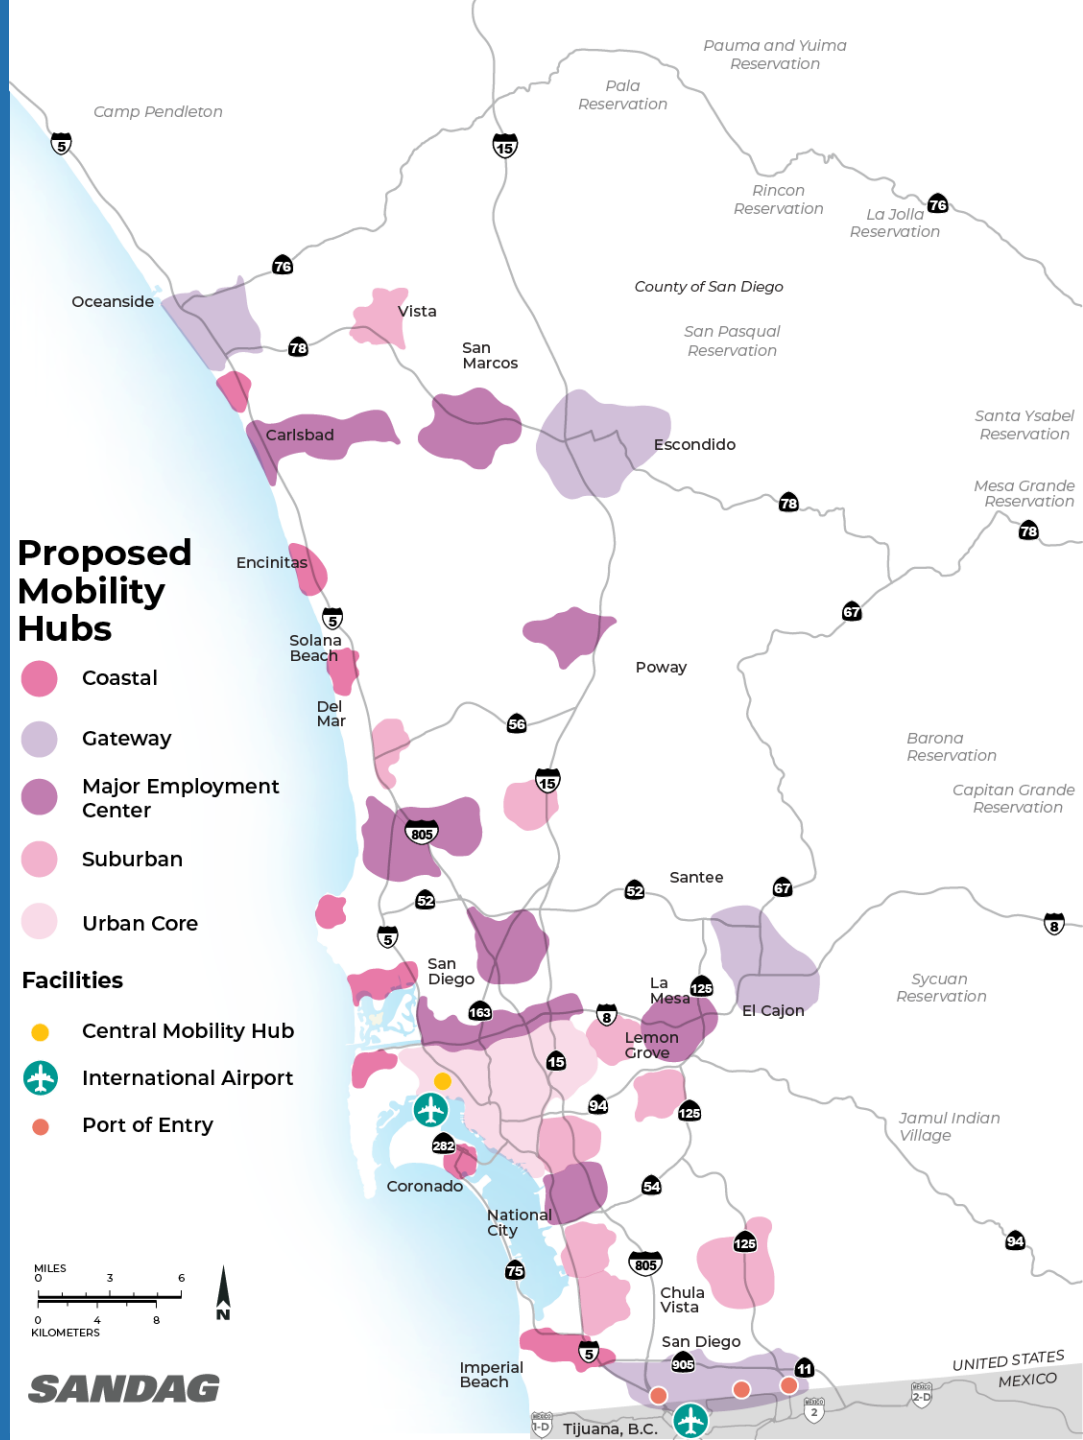 Pauma and Yuima
Reservation
Pala
Reservation
Camp Pendleton
5
15
Rincon
Reservation
La Jolla
Reservation
76
76
County of San Diego
Oceanside
Vista
78
San
Marcos
San Pasqual
Reservation
Santa Ysabel
Reservation
Carlsbad
Escondido
Mesa Grande
Reservation
78
78
Proposed
Mobility
Hubs
Encinitas
5
67
Solana
Beach
Poway
Coastal
Del
Mar
56
Gateway
Barona
Reservation
15
Major Employment
Center
Capitan Grande
Reservation
805
Suburban
Santee
52
52
67
Urban Core
5
8
San
Diego
Facilities
La
Mesa
125
Sycuan
Reservation
163
8
El Cajon
Central Mobility Hub
Lemon
Grove
15
International Airport
94
125
Port of Entry
Jamul Indian
Village
282
Coronado
54
National
City
125
94
805
75
MILES
0 3 6
0 4 8
KILOMETERS
N
Chula
Vista
San Diego
5
905
11
Imperial
Beach
UNITED STATES
MEXICO
SANDAG
MÉXICO
1-D
Tijuana, B.C.
MÉXICO
2
MÉXICO
2-D